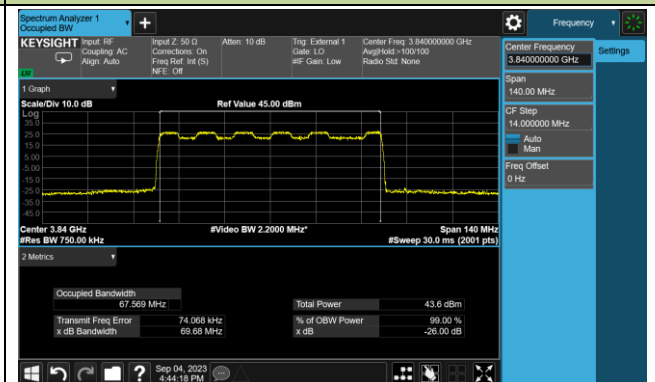 Spectrum Analyzer 1
Occupied BW
+
Frequency
KEYSIGHT
Input: RF
Coupling: AC
Align: Auto
Input Z: 50 Ω
Corrections: On
Freq Ref: Int (S)
NFE: Off
Atten: 10 dB
Trig: External 1
Gate: LO
#IF Gain: Low
Center Freq: 3.840000000 GHz
Avg|Hold:>100/100
Radio Std: None
Center Frequency
3.840000000 GHz
Settings
Span
140.00 MHz
CF Step
14.000000 MHz
Auto
Man
Freq Offset
0 Hz
1 Graph
Scale/Div 10.0 dB
Ref Value 45.00 dBm
Log
35.0
25.0
15.0
5.00
-5.00
-15.0
-25.0
-35.0
-45.0
Center 3.84 GHz
#Video BW 2.2000 MHz*
Span 140 MHz
#Res BW 750.00 kHz
#Sweep 30.0 ms (2001 pts)
2 Metrics
Occupied Bandwidth
67.569 MHz
Total Power
43.6 dBm
Transmit Freq Error
74.068 kHz
% of OBW Power
99.00 %
x dB Bandwidth
69.68 MHz
x dB
-26.00 dB
?
Sep 04, 2023
4:44:18 PM